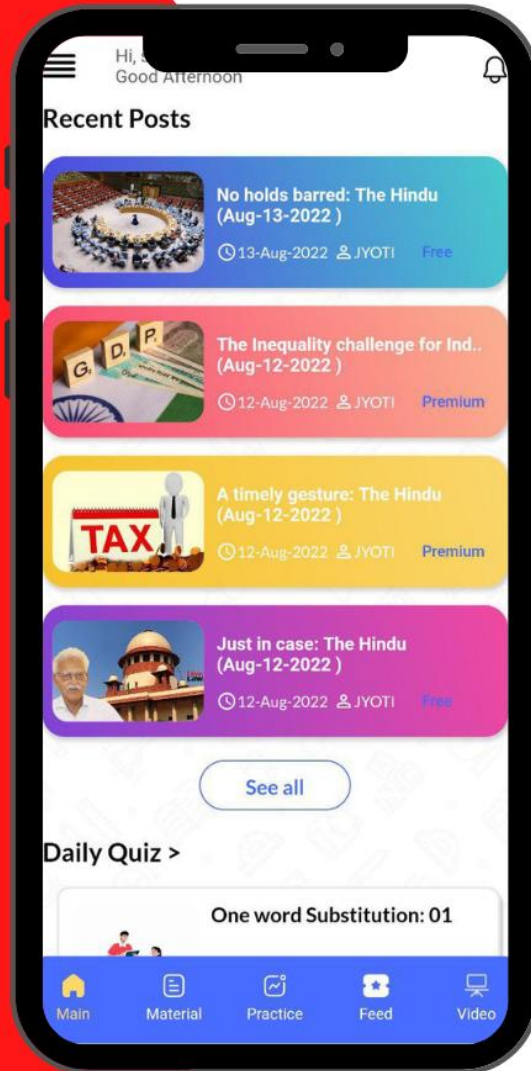 Hi,
Good Afternoon
Recent Posts
No holds barred: The Hindu
(Aug-13-2022 )
13-Aug-2022 JYOTI Free
G D P
The Inequality challenge for Ind..
(Aug-12-2022 )
12-Aug-2022 JYOTI Premium
TAX
A timely gesture: The Hindu
(Aug-12-2022 )
12-Aug-2022 JYOTI Premium
Just in case: The Hindu
(Aug-12-2022 )
12-Aug-2022 JYOTI Free
See all
Daily Quiz >
One word Substitution: 01
Main
Material
Practice
Feed
Video